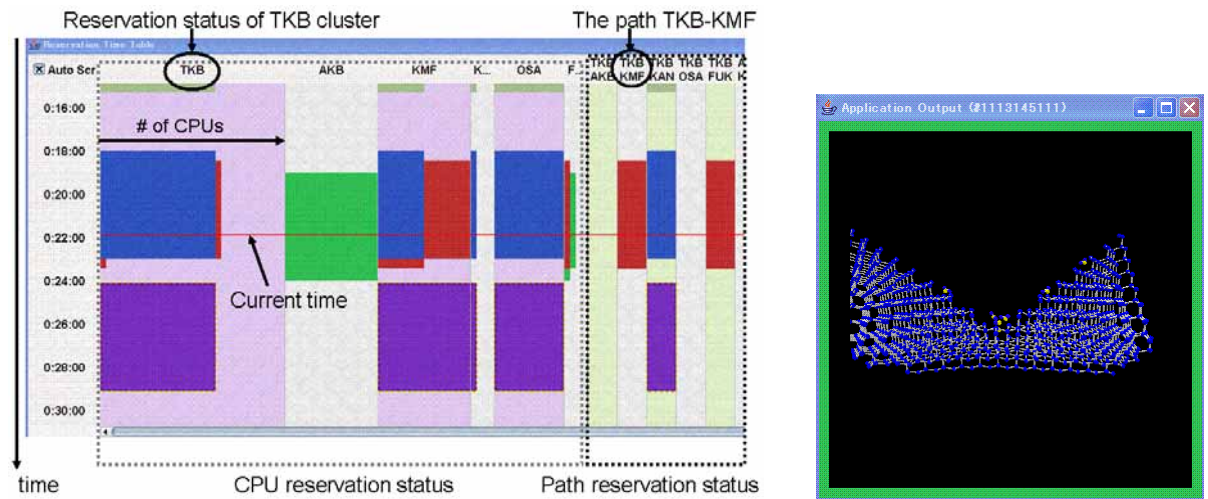 Reservation status of TKB cluster
The path TKB-KMF
Reservation Time Table
Auto Ser
TKB
AKB
KMF
K...
OSA
F...
TKB AKB
TKB KMF
TKB KAN
TKB OSA
TKB FUK
A K
# of CPUs
0:16:00
0:18:00
0:20:00
0:22:00
0:24:00
0:26:00
0:28:00
0:30:00
Current time
time
CPU reservation status
Path reservation status
Application Output (#1113145111)